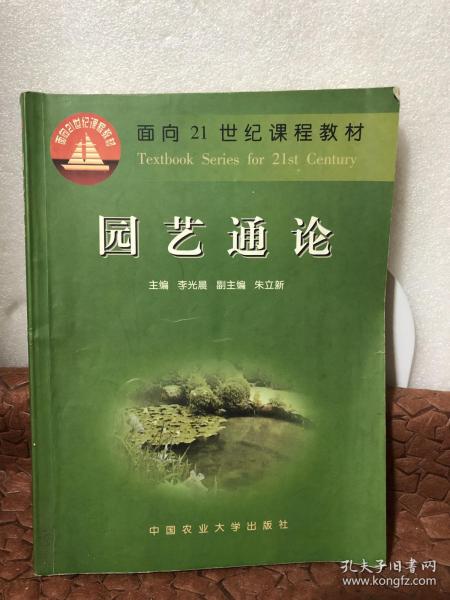 面向21世纪课程教材
面向 21 世纪课程教材
Textbook Series for 21st Century
园艺通论
主编 李光晨 副主编 朱立新
中国农业大学出版社
孔夫子旧书网
www.kongfz.com